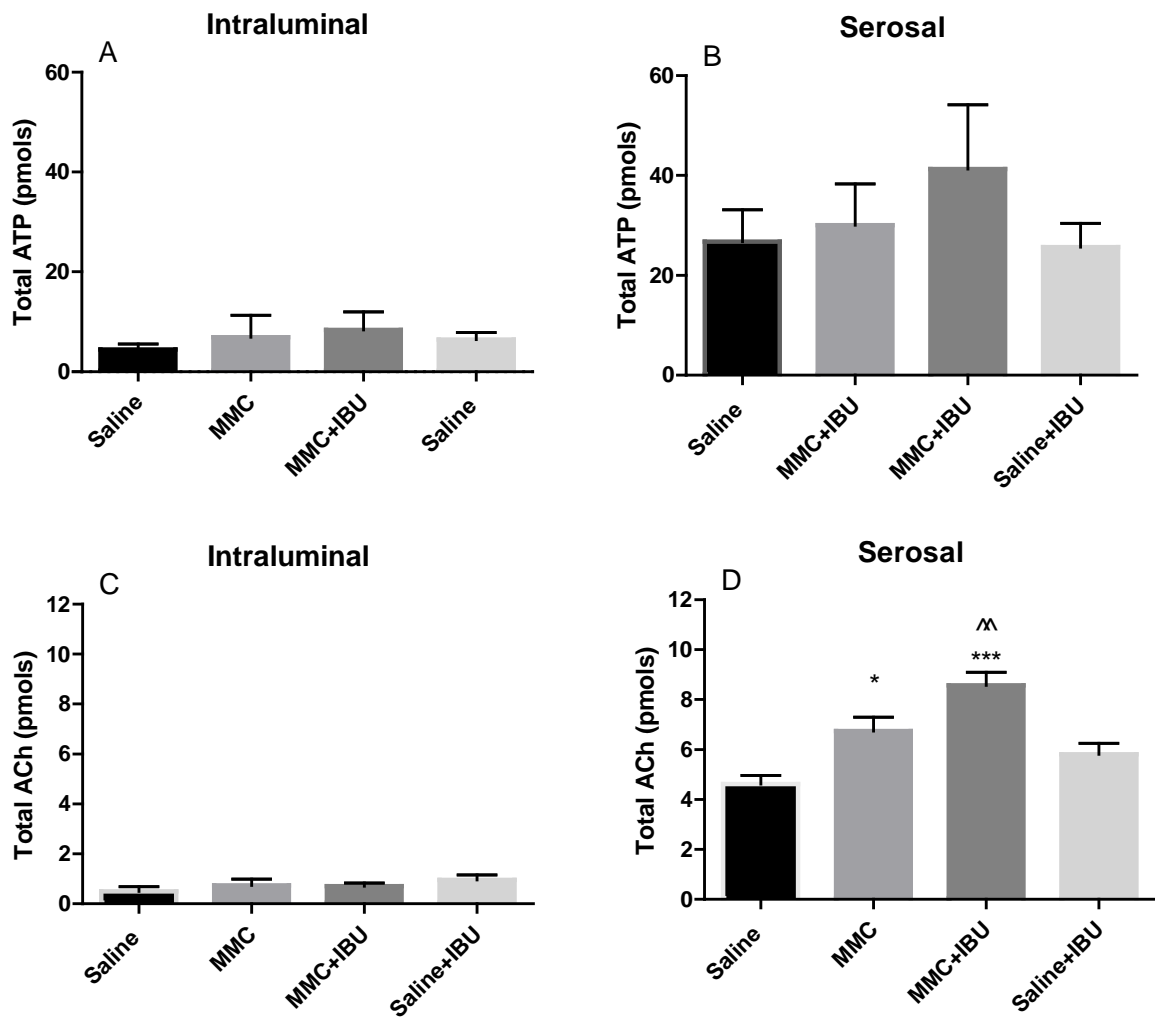 Intraluminal
A
Total ATP (pmols)
60
40
20
0
Saline
MMC
MMC+IBU
Saline
Serosal
B
Total ATP (pmols)
60
40
20
0
Saline
MMC+IBU
MMC+IBU
Saline+IBU
Intraluminal
C
Total ACh (pmols)
12
10
8
6
4
2
0
Saline
MMC
MMC+IBU
Saline+IBU
Serosal
D
Total ACh (pmols)
12
10
8
6
4
2
0
*
^^
***
Saline
MMC
MMC+IBU
Saline+IBU